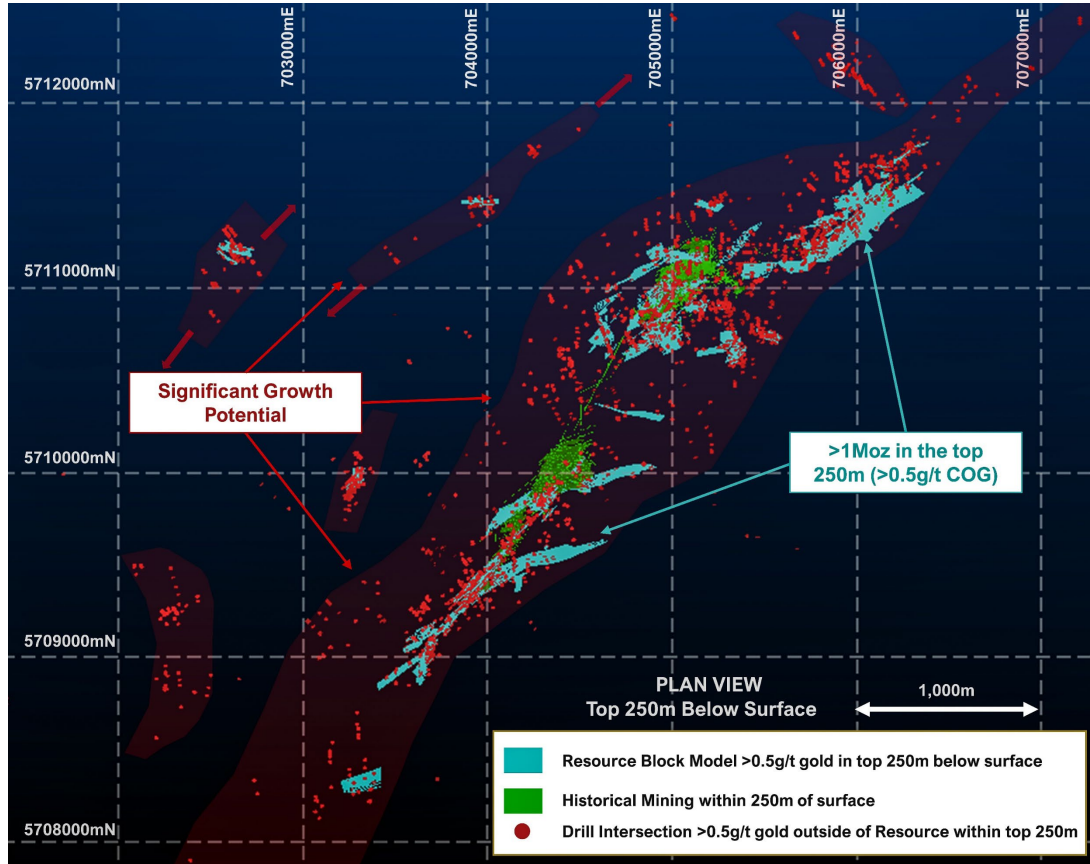 703000mE
704000mE
705000mE
706000mE
707000mE
5712000mN
5711000mN
Significant Growth
Potential
5710000mN
>1Moz in the top
250m (>0.5g/t COG)
5709000mN
PLAN VIEW
Top 250m Below Surface
1,000m
Resource Block Model >0.5g/t gold in top 250m below surface
Historical Mining within 250m of surface
Drill Intersection >0.5g/t gold outside of Resource within top 250m
5708000mN